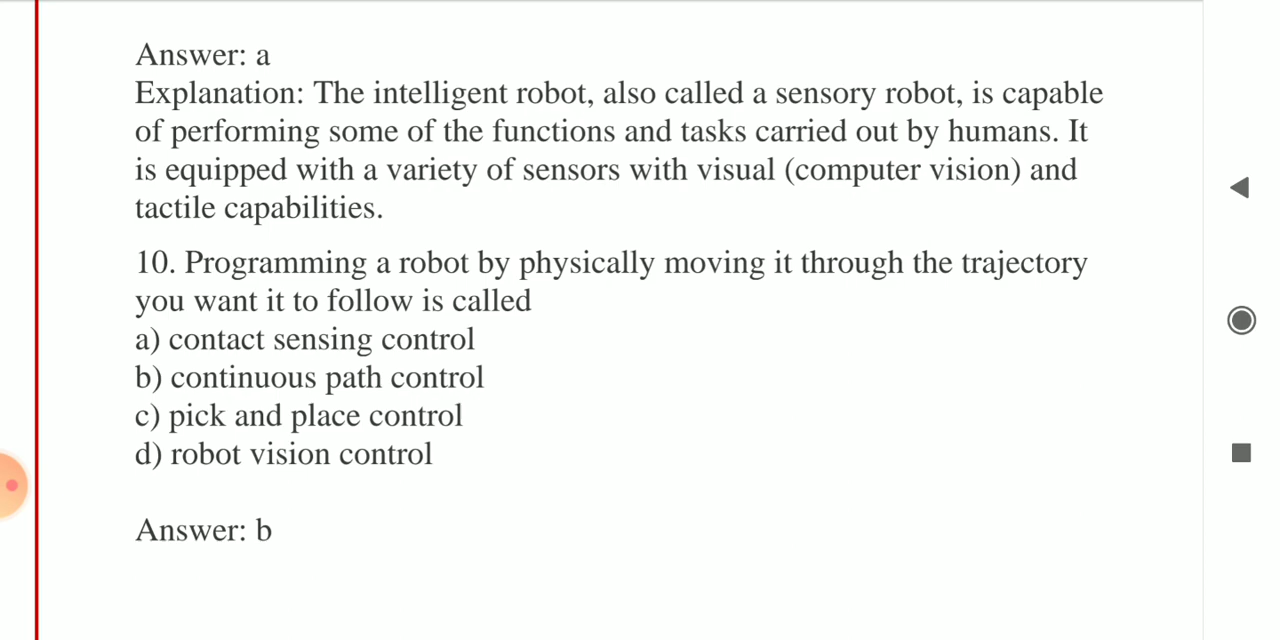 Answer: a
Explanation: The intelligent robot, also called a sensory robot, is capable
of performing some of the functions and tasks carried out by humans. It
is equipped with a variety of sensors with visual (computer vision) and
tactile capabilities.
10. Programming a robot by physically moving it through the trajectory
you want it to follow is called
a) contact sensing control
b) continuous path control
c) pick and place control
d) robot vision control
Answer: b